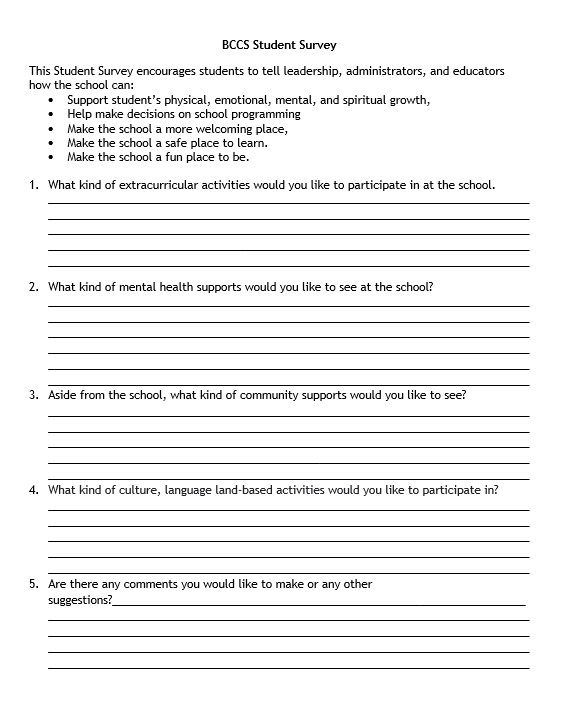 BCCS Student Survey
This Student Survey encourages students to tell leadership, administrators, and educators
how the school can:
• Support student's physical, emotional, mental, and spiritual growth,
• Help make decisions on school programming
• Make the school a more welcoming place,
• Make the school a safe place to learn.
• Make the school a fun place to be.
1. What kind of extracurricular activities would you like to participate in at the school.
2. What kind of mental health supports would you like to see at the school?
3. Aside from the school, what kind of community supports would you like to see?
4. What kind of culture, language land-based activities would you like to participate in?
5. Are there any comments you would like to make or any other
suggestions?